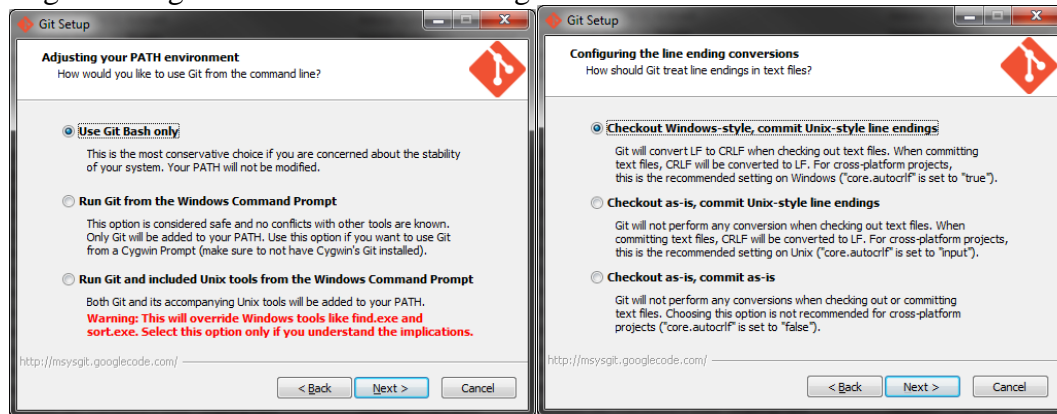 Git Setup
Adjusting your PATH environment
How would you like to use Git from the command line?
Use Git Bash only
This is the most conservative choice if you are concerned about the stability
of your system. Your PATH will not be modified.
Run Git from the Windows Command Prompt
This option is considered safe and no conflicts with other tools are known.
Only Git will be added to your PATH. Use this option if you want to use Git
from a Cygwin Prompt (make sure to not have Cygwin's Git installed).
Run Git and included Unix tools from the Windows Command Prompt
Both Git and its accompanying Unix tools will be added to your PATH.
Warning: This will override Windows tools like find.exe and
sort.exe. Select this option only if you understand the implications.
http://msysgit.googlecode.com/
< Back Next > Cancel
Git Setup
Configuring the line ending conversions
How should Git treat line endings in text files?
Checkout Windows-style, commit Unix-style line endings
Git will convert LF to CRLF when checking out text files. When committing
text files, CRLF will be converted to LF. For cross-platform projects,
this is the recommended setting on Windows ("core.autocrlf" is set to "true").
Checkout as-is, commit Unix-style line endings
Git will not perform any conversion when checking out text files. When
committing text files, CRLF will be converted to LF. For cross-platform projects,
this is the recommended setting on Unix ("core.autocrlf" is set to "input").
Checkout as-is, commit as-is
Git will not perform any conversions when checking out or committing
text files. Choosing this option is not recommended for cross-platform
projects ("core.autocrlf" is set to "false").
http://msysgit.googlecode.com/
< Back Next > Cancel